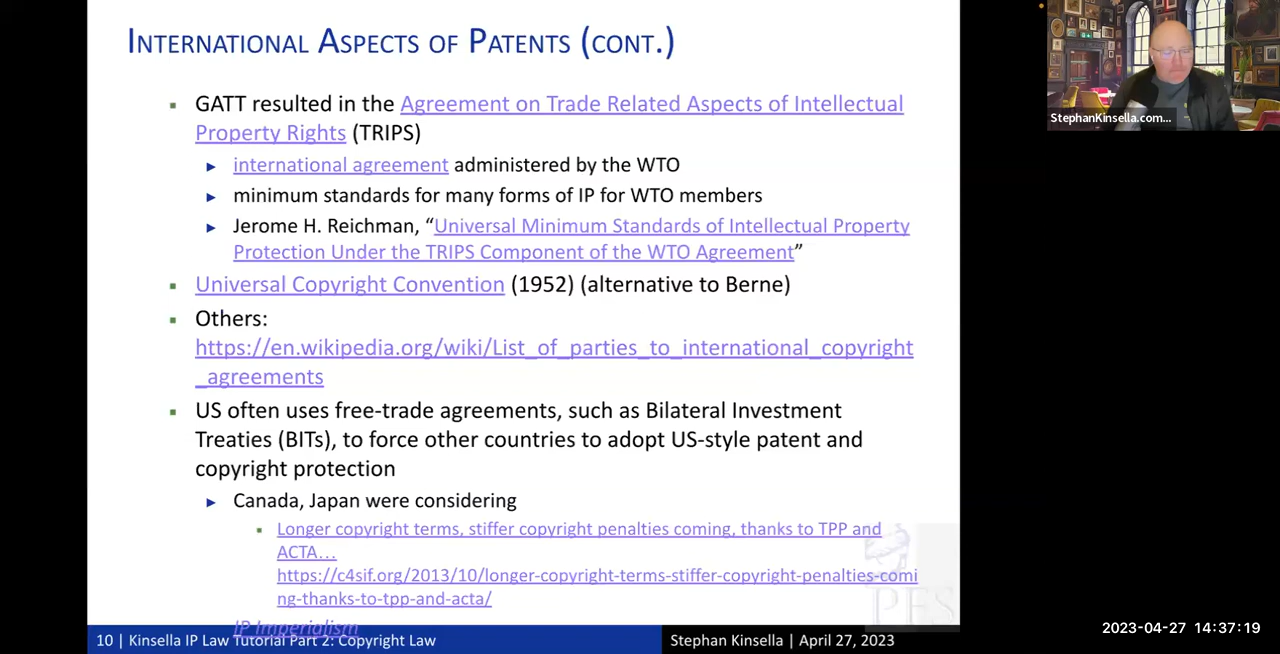 INTERNATIONAL ASPECTS OF PATENTS (CONT.)
GATT resulted in the Agreement on Trade Related Aspects of Intellectual
Property Rights (TRIPS)
international agreement administered by the WTO
minimum standards for many forms of IP for WTO members
Jerome H. Reichman, “Universal Minimum Standards of Intellectual Property
Protection Under the TRIPS Component of the WTO Agreement”
Universal Copyright Convention (1952) (alternative to Berne)
Others:
https://en.wikipedia.org/wiki/List_of_parties_to_international_copyright
_agreements
US often uses free-trade agreements, such as Bilateral Investment
Treaties (BITs), to force other countries to adopt US-style patent and
copyright protection
Canada, Japan were considering
Longer copyright terms, stiffer copyright penalties coming, thanks to TPP and
ACTA…
https://c4sif.org/2013/10/longer-copyright-terms-stiffer-copyright-penalties-comi
ng-thanks-to-tpp-and-acta/
IP Imperialism
PFS
10 | Kinsella IP Law Tutorial Part 2: Copyright Law
Stephan Kinsella | April 27, 2023
StephanKinsella.com...
2023-04-27 14:37:19